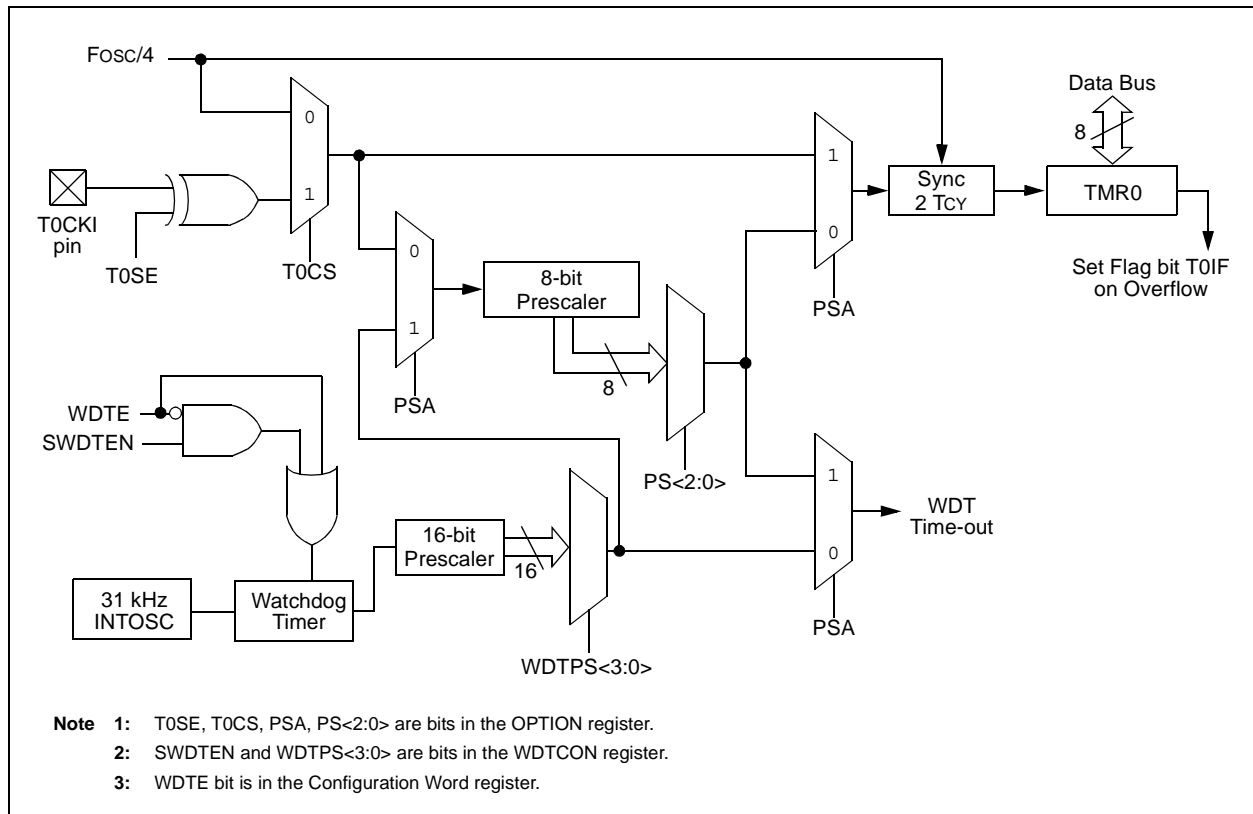 FOSC/4
Data Bus
0
8
1
1
Sync
2 TCY
TMR0
T0CKI
pin
T0SE
T0CS
0
0
8-bit
Prescaler
Set Flag bit T0IF
on Overflow
PSA
1
8
WDTE
PSA
SWDTEN
PS<2:0>
1
WDT
Time-out
16-bit
Prescaler
16
0
31 kHz
INTOSC
Watchdog
Timer
PSA
WDTPS<3:0>
Note 1: T0SE, T0CS, PSA, PS<2:0> are bits in the OPTION register.
2: SWDTEN and WDTPS<3:0> are bits in the WDTCON register.
3: WDTE bit is in the Configuration Word register.